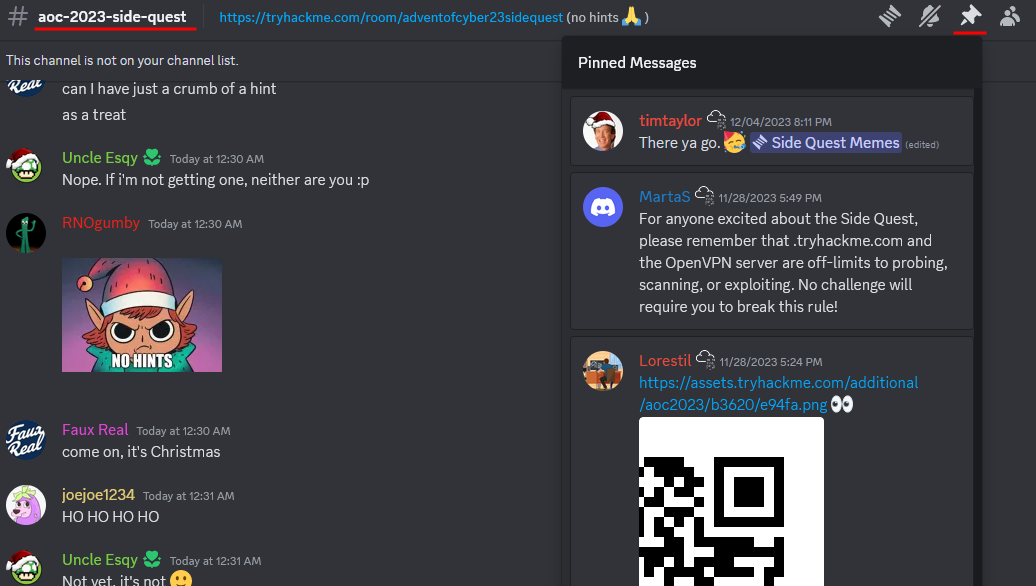 # aoc-2023-side-quest
https://tryhackme.com/room/adventofcyber23sidequest (no hints 🙏 )
This channel is not on your channel list.
Real
can I have just a crumb of a hint
as a treat
Uncle Esqy Today at 12:30 AM
Nope. If i'm not getting one, neither are you :p
RNOgumby Today at 12:30 AM
NO HINTS
Faux Real Today at 12:30 AM
Faux
Real
come on, it's Christmas
joejoe1234 Today at 12:31 AM
HO HO HO HO
Uncle Esqy Today at 12:31 AM
Not yet, it's not 🙂
Pinned Messages
timtaylor 12/04/2023 8:11 PM
There ya go. 🥳 Side Quest Memes (edited)
MartaS 11/28/2023 5:49 PM
For anyone excited about the Side Quest,
please remember that .tryhackme.com and
the OpenVPN server are off-limits to probing,
scanning, or exploiting. No challenge will
require you to break this rule!
Lorestil 11/28/2023 5:24 PM
https://assets.tryhackme.com/additional
/aoc2023/b3620/e94fa.png 👀